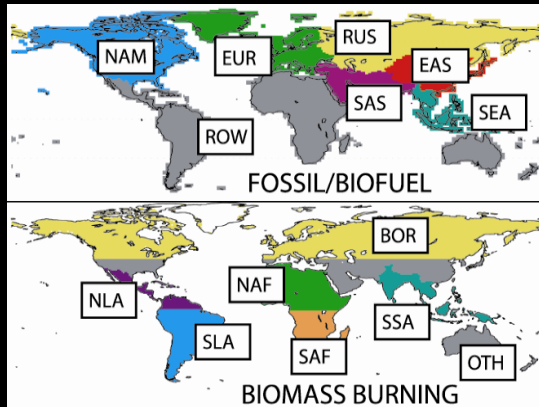 RUS
NAM
EUR
EAS
SAS
SEA
ROW
FOSSIL/BIOFUEL
BOR
NAF
NLA
SSA
SLA
SAF
OTH
BIOMASS BURNING